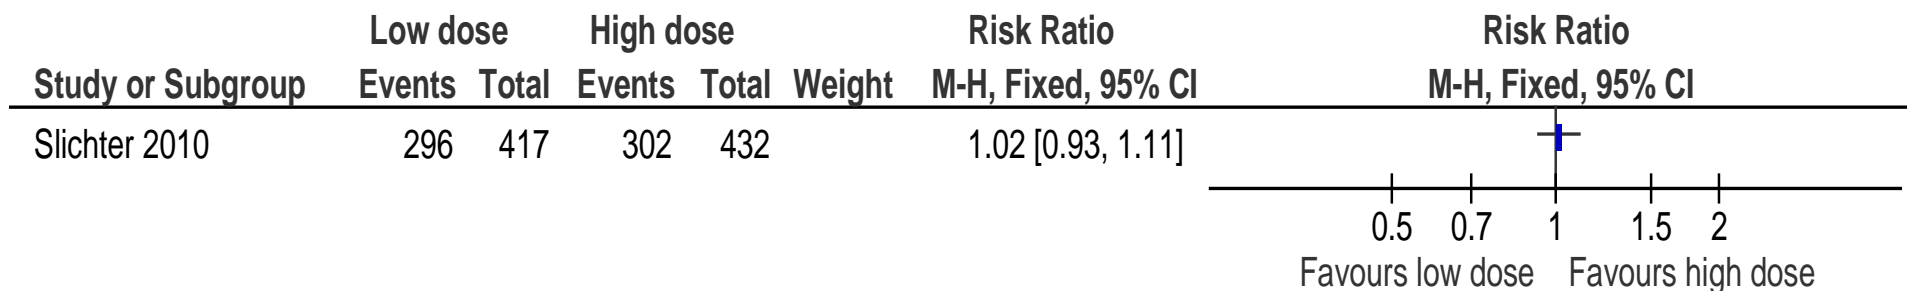 Low dose High dose Risk Ratio Risk Ratio
Study or Subgroup Events Total Events Total Weight M-H, Fixed, 95% CI M-H, Fixed, 95% CI
Slichter 2010 296 417 302 432 1.02 [0.93, 1.11]
0.5 0.7 1 1.5 2
Favours low dose Favours high dose